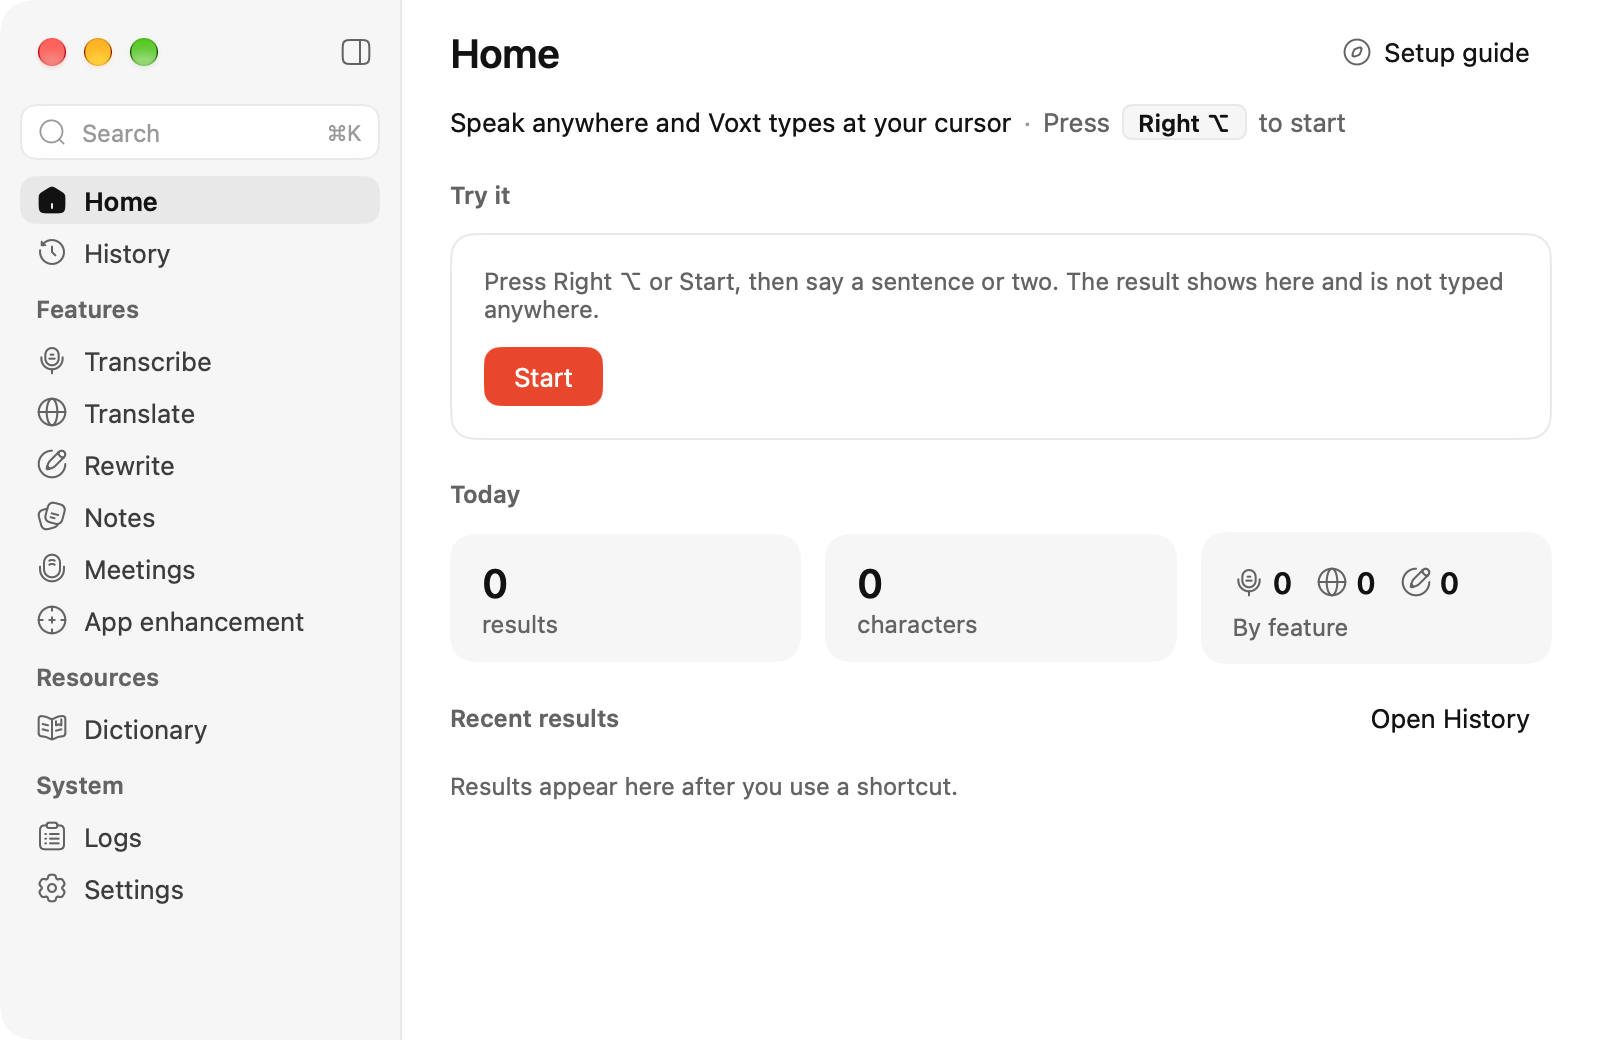 Search ⌘K
Home
History
Features
Transcribe
Translate
Rewrite
Notes
Meetings
App enhancement
Resources
Dictionary
System
Logs
Settings
Home
Setup guide
Speak anywhere and Voxt types at your cursor · Press Right ⌥ to start
Try it
Press Right ⌥ or Start, then say a sentence or two. The result shows here and is not typed
anywhere.
Start
Today
0
results
0
characters
0 0 0
By feature
Recent results
Open History
Results appear here after you use a shortcut.